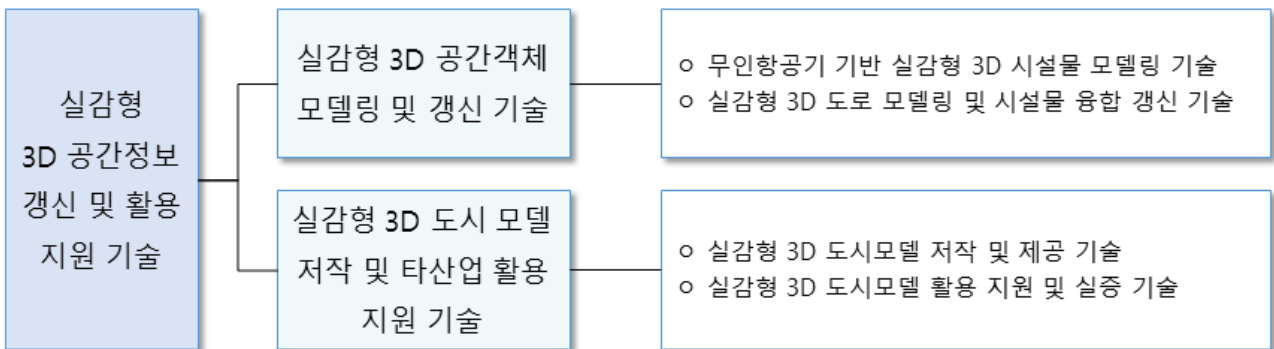 실감형
3D 공간정보
갱신 및 활용
지원 기술
실감형 3D 공간객체
모델링 및 갱신 기술
o 무인항공기 기반 실감형 3D 시설물 모델링 기술
o 실감형 3D 도로 모델링 및 시설물 융합 갱신 기술
실감형 3D 도시 모델
저작 및 타산업 활용
지원 기술
o 실감형 3D 도시모델 저작 및 제공 기술
o 실감형 3D 도시모델 활용 지원 및 실증 기술